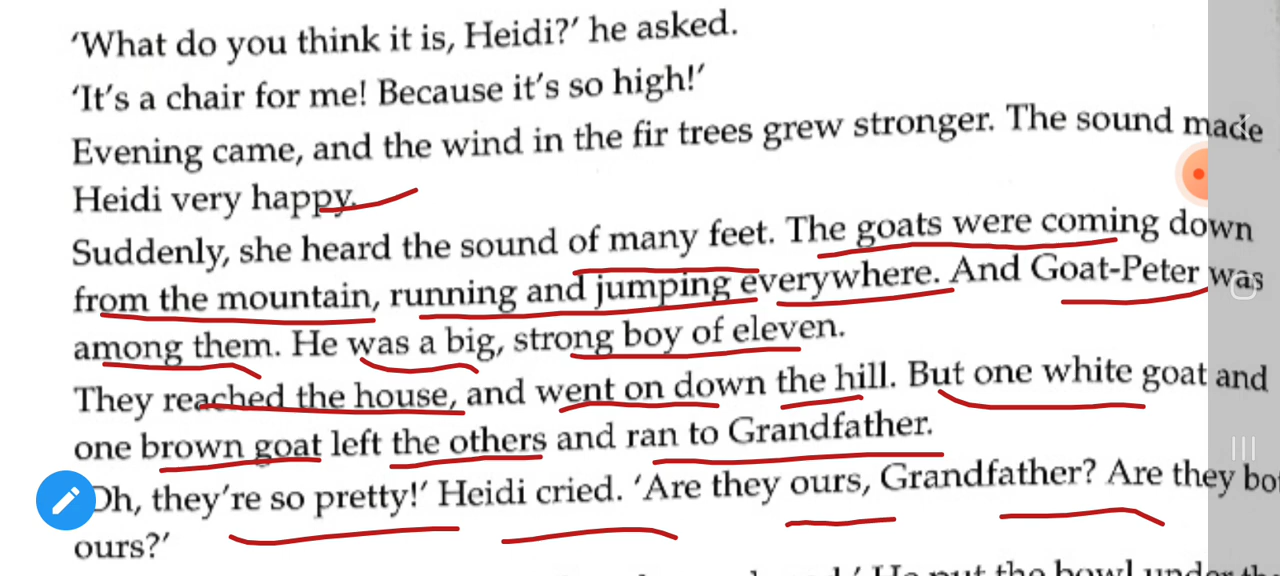 ‘What do you think it is, Heidi?’ he asked.
‘It’s a chair for me! Because it’s so high!’
Evening came, and the wind in the fir trees grew stronger. The sound made
Heidi very happy.
Suddenly, she heard the sound of many feet. The goats were coming down
from the mountain, running and jumping everywhere. And Goat-Peter was
among them. He was a big, strong boy of eleven.
They reached the house, and went on down the hill. But one white goat and
one brown goat left the others and ran to Grandfather.
Oh, they’re so pretty!’ Heidi cried. ‘Are they ours, Grandfather? Are they
ours?’
He put the bowl under